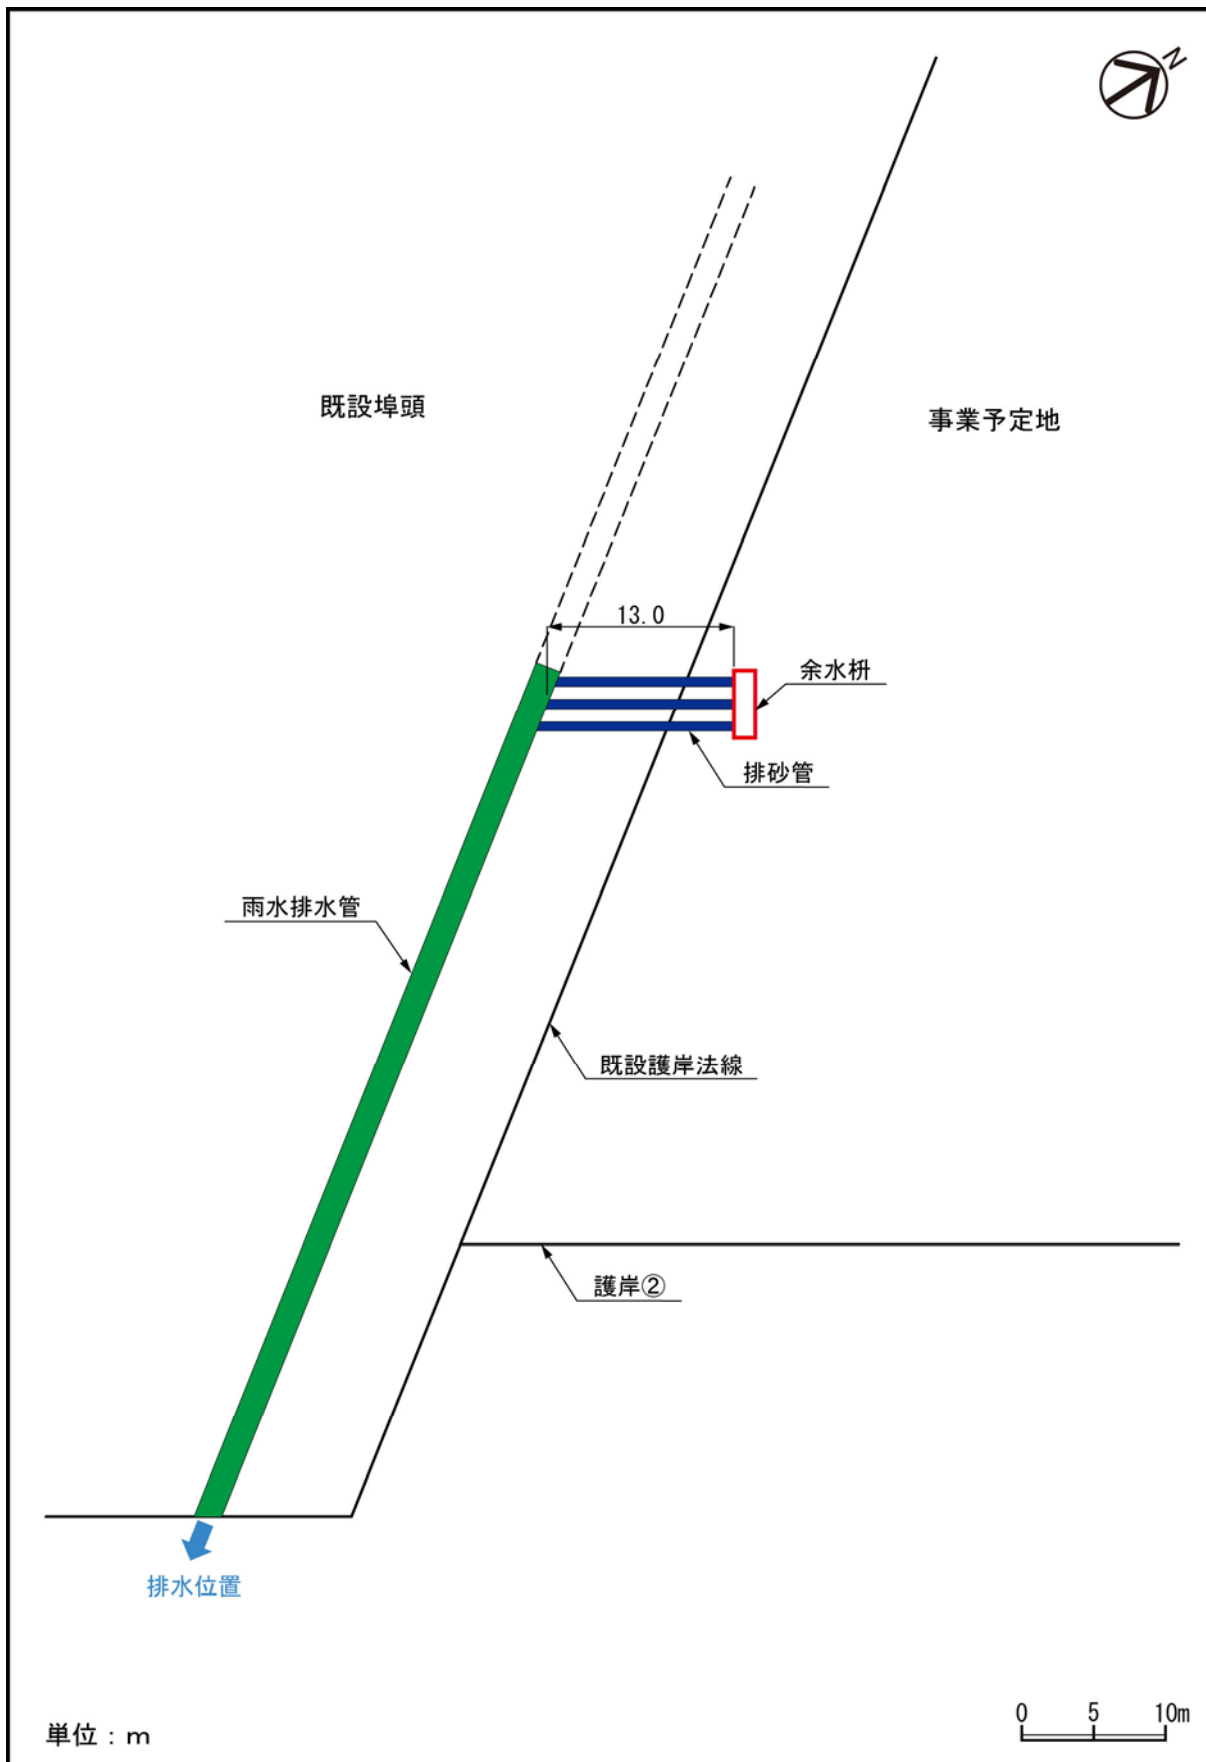 N
既設埠頭
事業予定地
13.0
余水枡
排砂管
雨水排水管
既設護岸法線
護岸②
排水位置
0 5 10m
単位：m